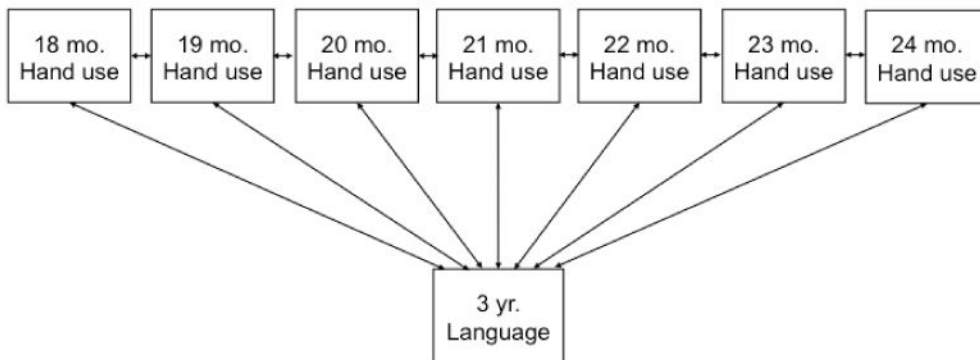 18 mo.
Hand use
19 mo.
Hand use
20 mo.
Hand use
21 mo.
Hand use
22 mo.
Hand use
23 mo.
Hand use
24 mo.
Hand use
3 yr.
Language